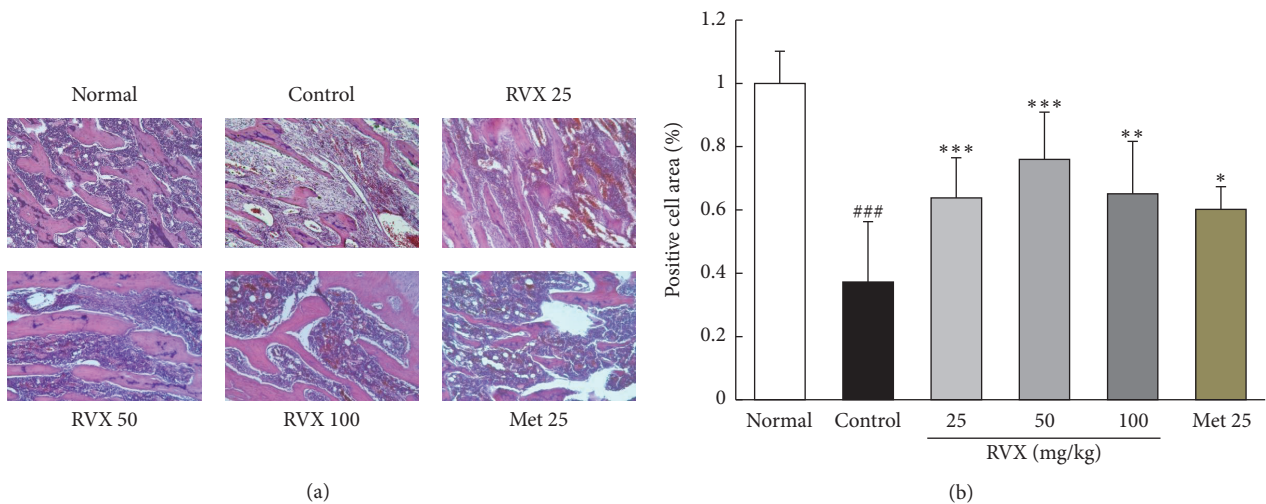 Normal Control RVX 25
RVX 50 RVX 100 Met 25
(a)
1.2
1
0.8
0.6
0.4
0.2
0
Positive cell area (%)
###
***
***
**
*
Normal Control 25 50 100 Met 25
RVX (mg/kg)
(b)